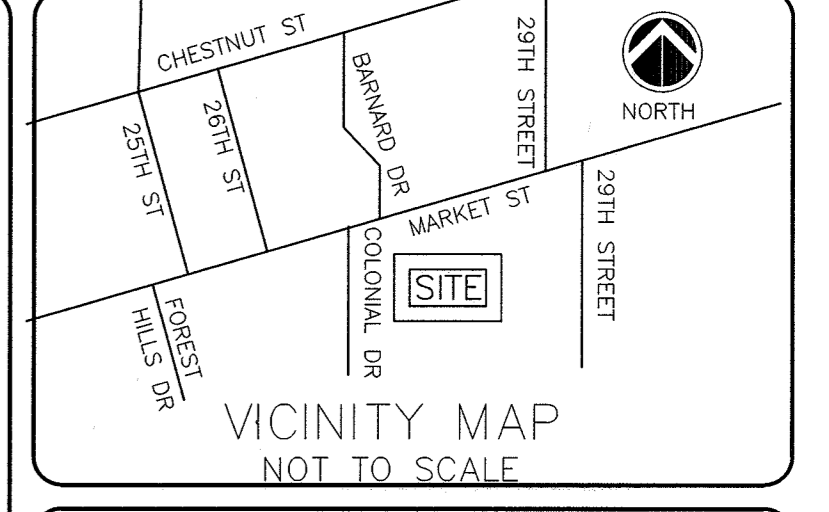 CHESTNUT ST
25TH ST
26TH ST
BARNARD DR
29TH STREET
NORTH
MARKET ST
29TH STREET
FOREST
HILLS DR
COLONIAL DR
SITE
VICINITY MAP
NOT TO SCALE